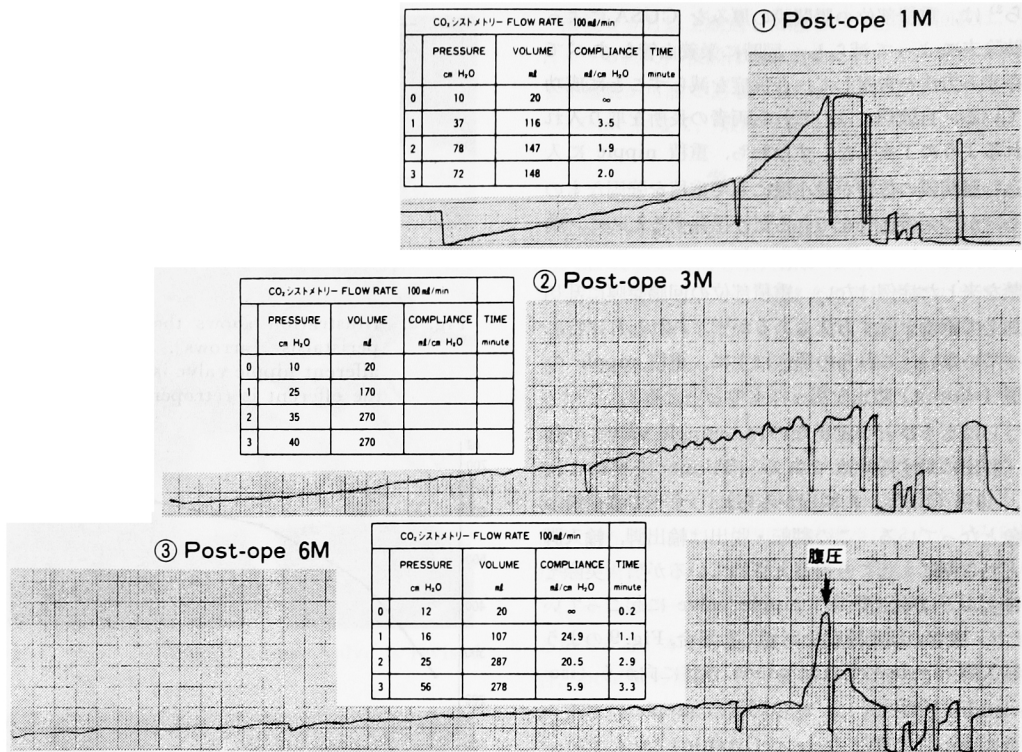 ① Post-ope 1M
CO₂シストメトリー FLOW RATE 100㎖/min
PRESSURE VOLUME COMPLIANCE TIME
cm H₂O ㎖ ㎖/cm H₂O minute
0 10 20 ∞
1 37 116 3.5
2 78 147 1.9
3 72 148 2.0
② Post-ope 3M
CO₂シストメトリー FLOW RATE 100㎖/min
PRESSURE VOLUME COMPLIANCE TIME
cm H₂O ㎖ ㎖/cm H₂O minute
0 10 20
1 25 170
2 35 270
3 40 270
③ Post-ope 6M
CO₂シストメトリー FLOW RATE 100㎖/min
PRESSURE VOLUME COMPLIANCE TIME
cm H₂O ㎖ ㎖/cm H₂O minute
0 12 20 ∞ 0.2
1 16 107 24.9 1.1
2 25 287 20.5 2.9
3 56 278 5.9 3.3
腹圧